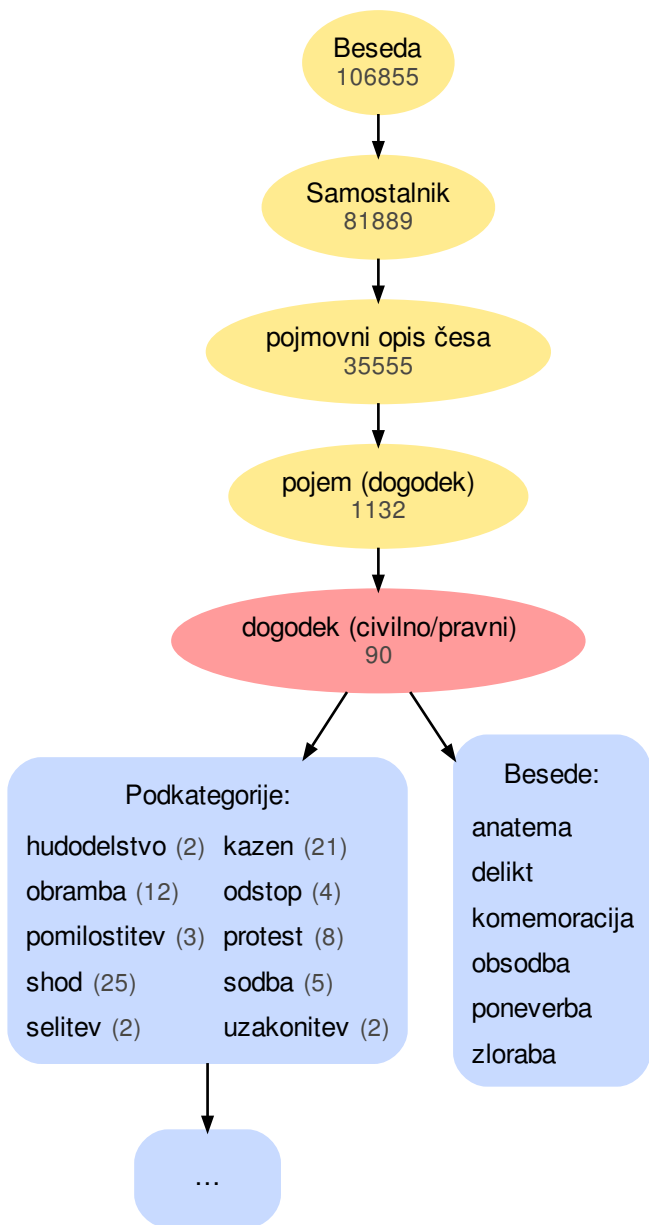 Beseda
106855
Samostalnik
81889
pojmovni opis česa
35555
pojem (dogodek)
1132
dogodek (civilno/pravni)
90
Podkategorije:
hudodelstvo (2) kazen (21)
obramba (12) odstop (4)
pomilostitev (3) protest (8)
shod (25) sodba (5)
selitev (2) uzakonitev (2)
Besede:
anatema
delikt
komemoracija
obsodba
poneverba
zloraba
...